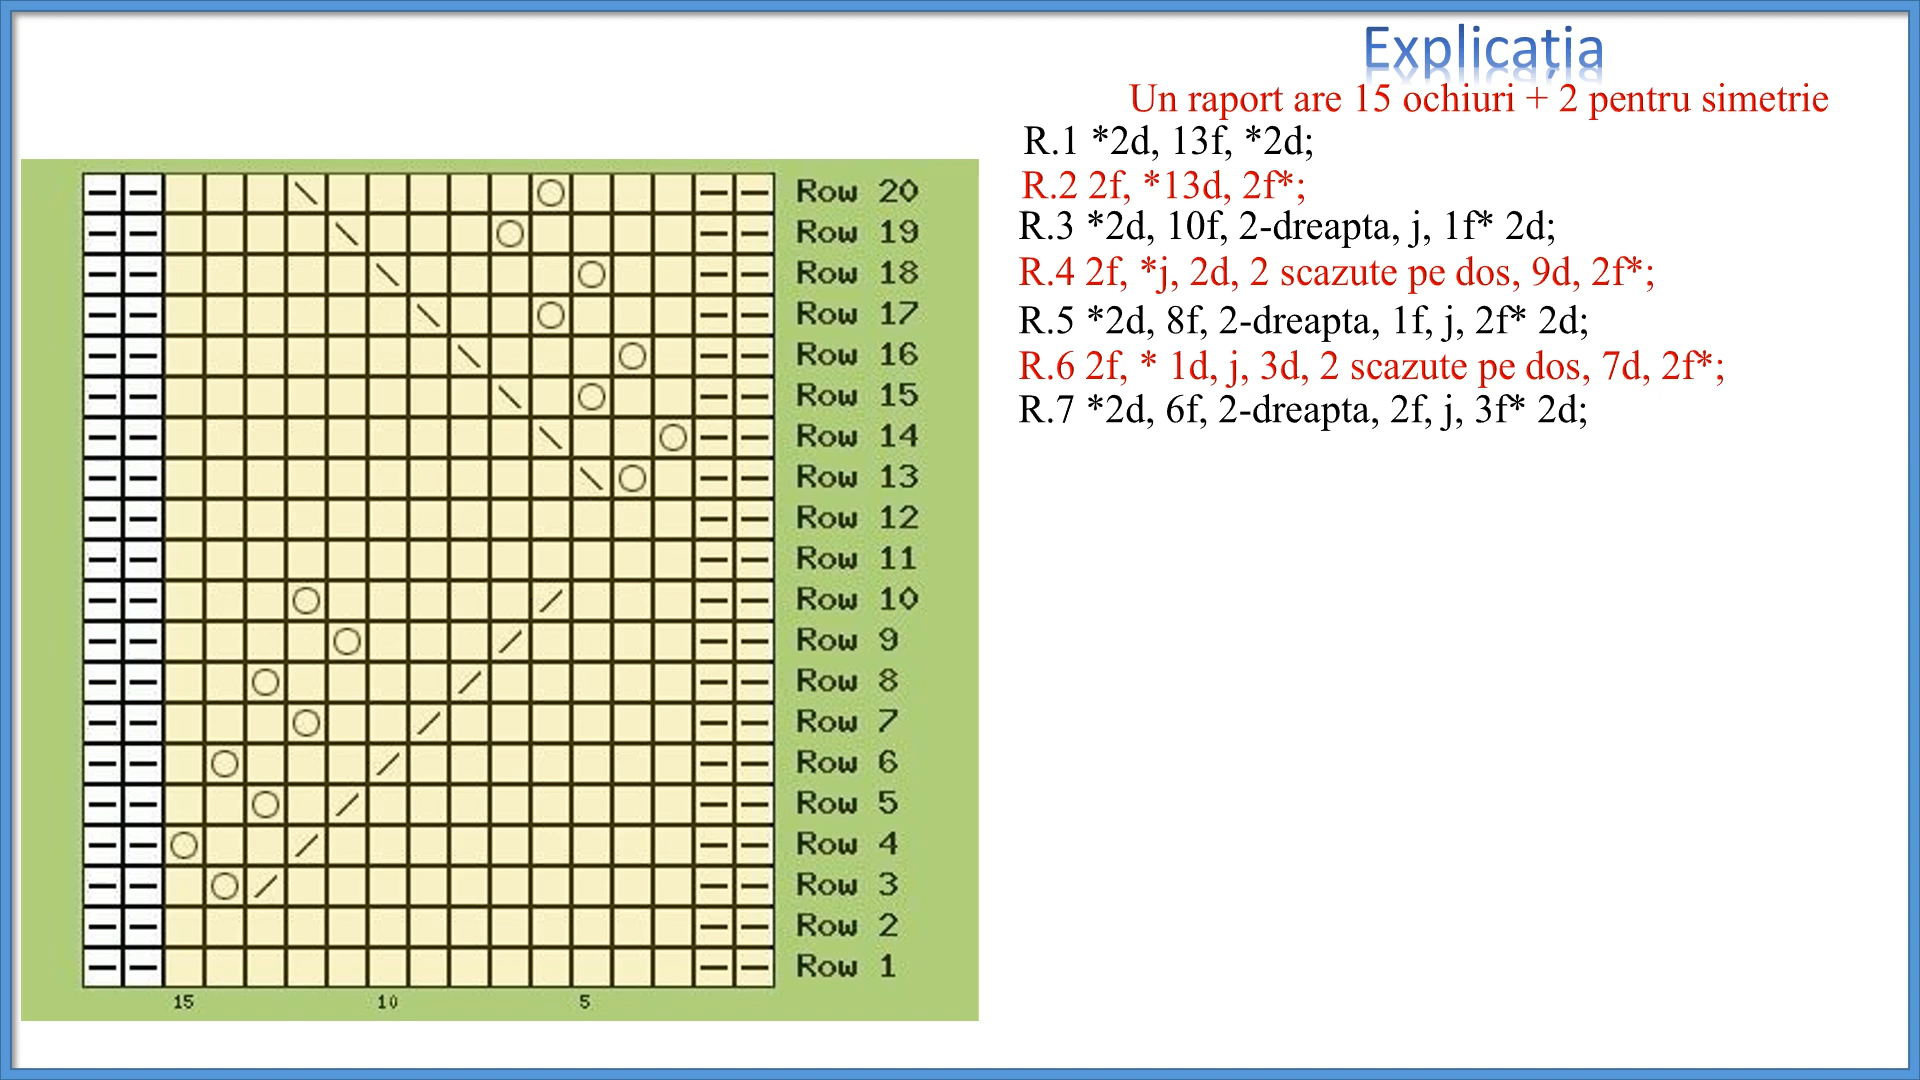 Explicația
Un raport are 15 ochiuri + 2 pentru simetrie
R.1 *2d, 13f, *2d;
R.2 2f, *13d, 2f*;
R.3 *2d, 10f, 2-dreapta, j, 1f* 2d;
R.4 2f, *j, 2d, 2 scazute pe dos, 9d, 2f*;
R.5 *2d, 8f, 2-dreapta, 1f, j, 2f* 2d;
R.6 2f, * 1d, j, 3d, 2 scazute pe dos, 7d, 2f*;
R.7 *2d, 6f, 2-dreapta, 2f, j, 3f* 2d;
Row 20
Row 19
Row 18
Row 17
Row 16
Row 15
Row 14
Row 13
Row 12
Row 11
Row 10
Row 9
Row 8
Row 7
Row 6
Row 5
Row 4
Row 3
Row 2
Row 1
15 10 5